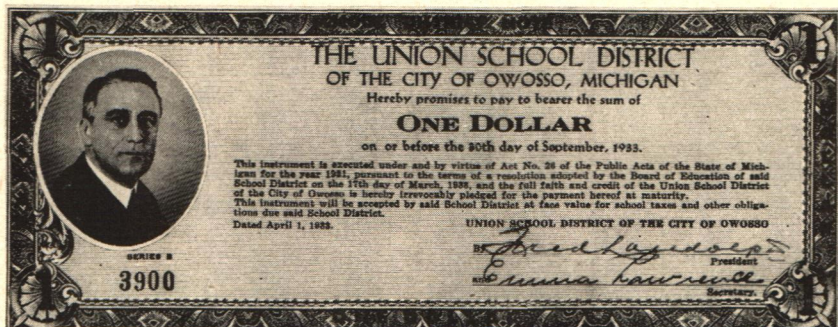 THE UNION SCHOOL DISTRICT
OF THE CITY OF OWOSSO, MICHIGAN
Hereby promises to pay to bearer the sum of
ONE DOLLAR
on or before the 30th day of September, 1933.
This instrument is executed under and by virtue of Act No. 26 of the Public Acts of the State of Mich-
igan for the year 1931, pursuant to the terms of a resolution adopted by the Board of Education of said
School District on the 17th day of March, 1933, and the full faith and credit of the Union School District
of the City of Owosso is hereby irrevocably pledged for the payment hereof at maturity.
This instrument will be accepted by said School District at face value for school taxes and other obliga-
tions due said School District.
Dated April 1, 1933.
UNION SCHOOL DISTRICT OF THE CITY OF OWOSSO
By Fred Landolph
President
and Emma Lawrence
Secretary.
SERIES B
3900
1
1
1
1